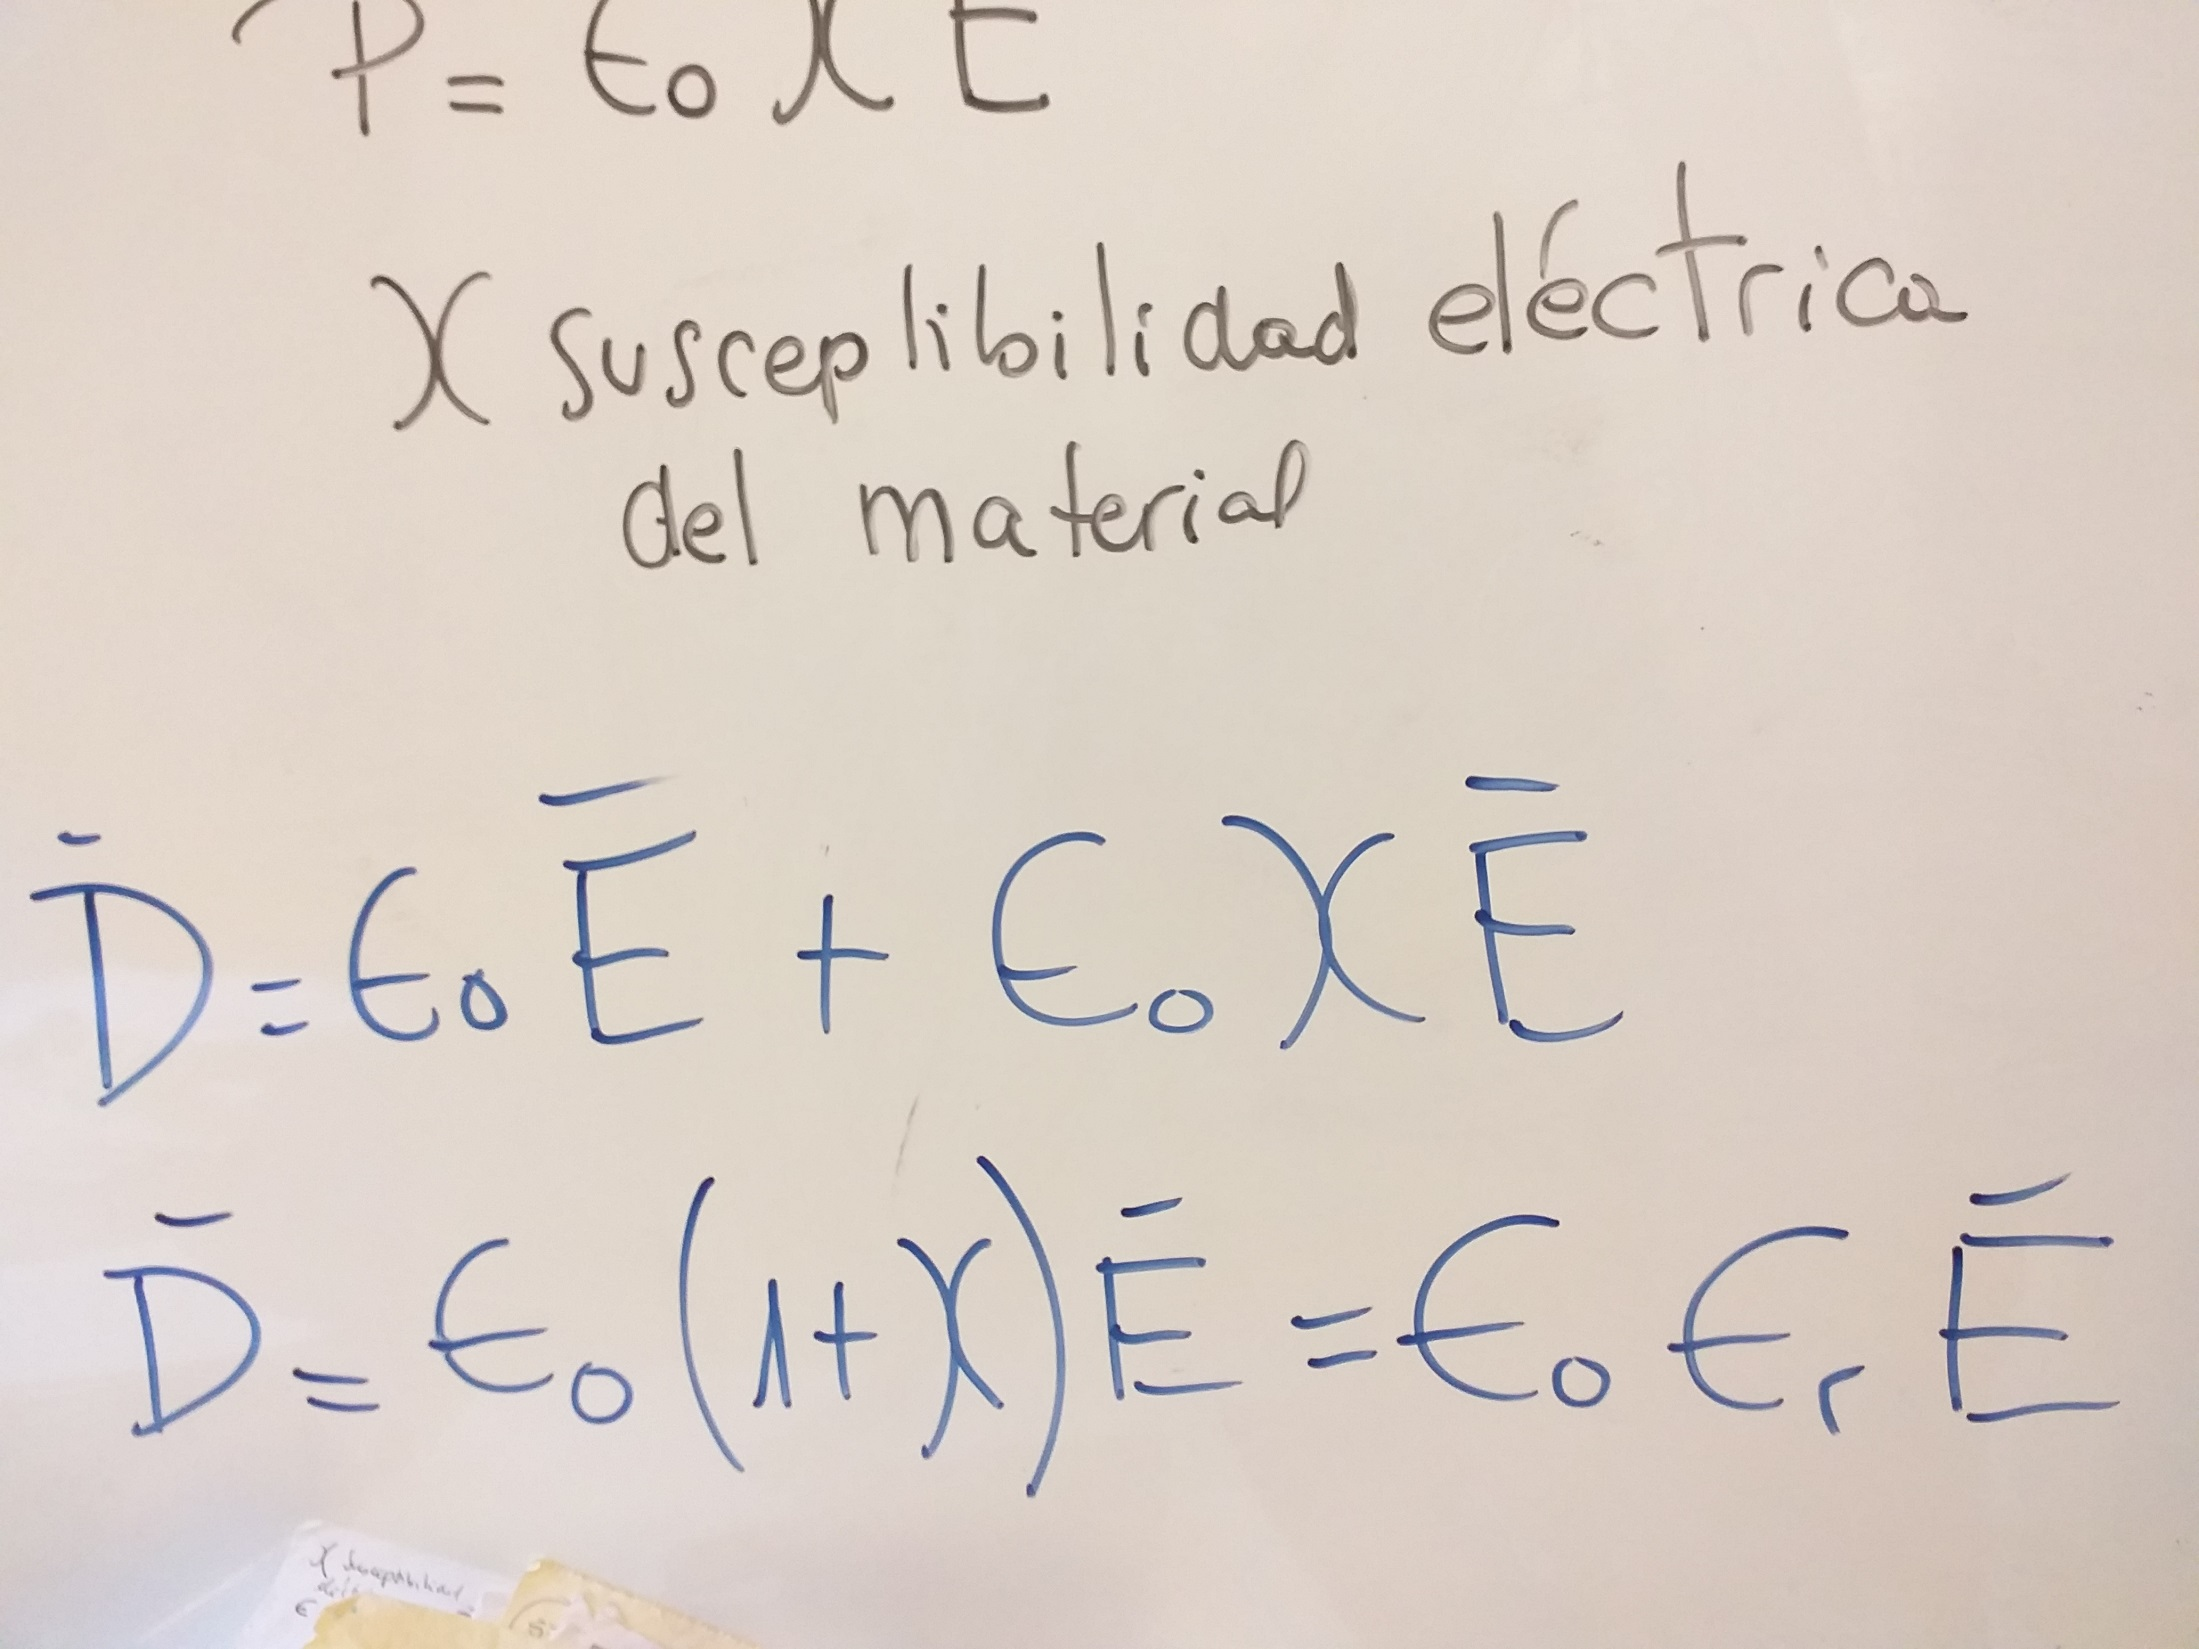 P = ϵ₀ χ E
χ susceplibilidad eléctrica
del material
D̄ = ϵ₀ Ē + ϵ₀ χ Ē
D̄ = ϵ₀ (1+χ) Ē = ϵ₀ ϵᵣ Ē